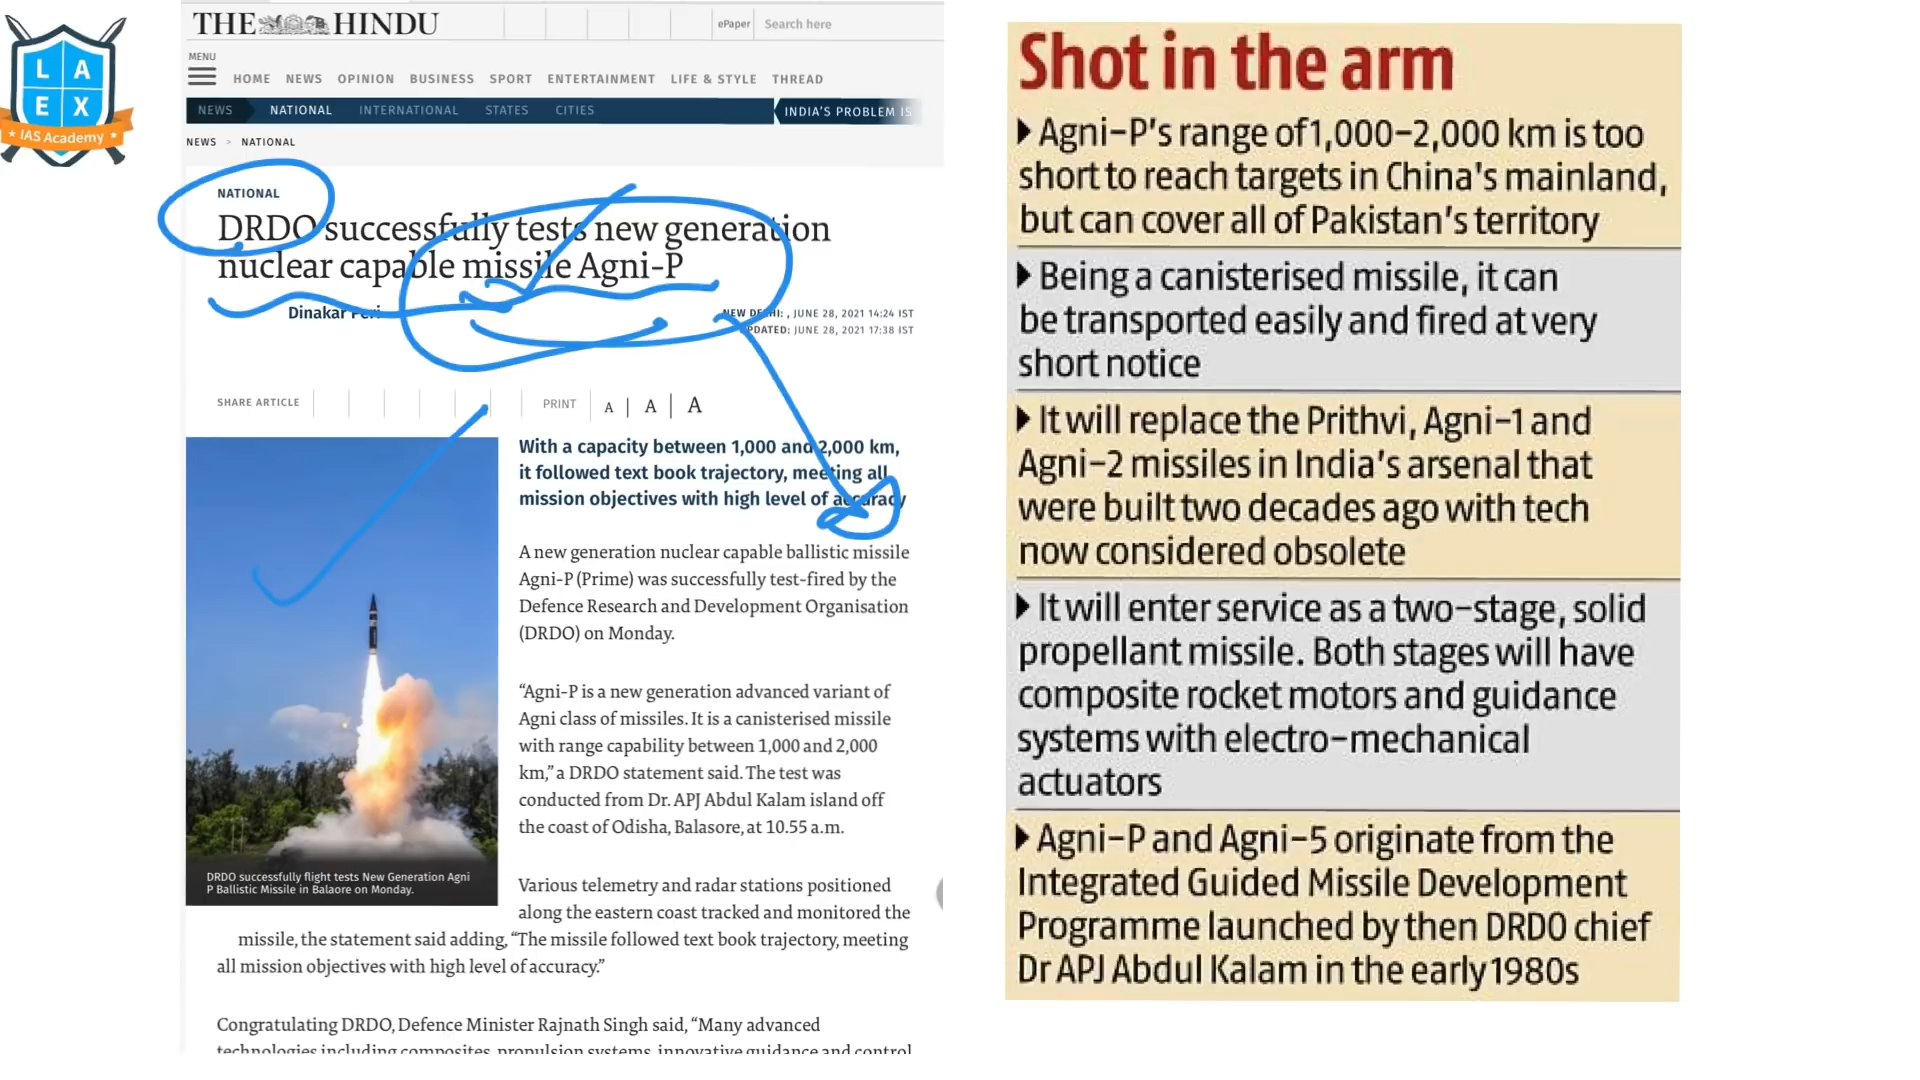 L A
E X
IAS Academy
THE HINDU
ePaper
Search here
MENU
HOME NEWS OPINION BUSINESS SPORT ENTERTAINMENT LIFE & STYLE THREAD
NEWS NATIONAL INTERNATIONAL STATES CITIES INDIA'S PROBLEM IS
NEWS > NATIONAL
NATIONAL
DRDO successfully tests new generation
nuclear capable missile Agni-P
Dinakar Peri
NEW DELHI: , JUNE 28, 2021 14:24 IST
UPDATED: JUNE 28, 2021 17:38 IST
SHARE ARTICLE PRINT A | A | A
With a capacity between 1,000 and 2,000 km,
it followed text book trajectory, meeting all
mission objectives with high level of accuracy
A new generation nuclear capable ballistic missile
Agni-P (Prime) was successfully test-fired by the
Defence Research and Development Organisation
(DRDO) on Monday.
“Agni-P is a new generation advanced variant of
Agni class of missiles. It is a canisterised missile
with range capability between 1,000 and 2,000
km,” a DRDO statement said. The test was
conducted from Dr. APJ Abdul Kalam island off
the coast of Odisha, Balasore, at 10.55 a.m.
DRDO successfully flight tests New Generation Agni
P Ballistic Missile in Balaore on Monday.
Various telemetry and radar stations positioned
along the eastern coast tracked and monitored the
missile, the statement said adding, “The missile followed text book trajectory, meeting
all mission objectives with high level of accuracy.”
Congratulating DRDO, Defence Minister Rajnath Singh said, “Many advanced
technologies including composites, propulsion systems, innovative guidance and control
Shot in the arm
Agni-P's range of 1,000-2,000 km is too
short to reach targets in China's mainland,
but can cover all of Pakistan's territory
Being a canisterised missile, it can
be transported easily and fired at very
short notice
It will replace the Prithvi, Agni-1 and
Agni-2 missiles in India's arsenal that
were built two decades ago with tech
now considered obsolete
It will enter service as a two-stage, solid
propellant missile. Both stages will have
composite rocket motors and guidance
systems with electro-mechanical
actuators
Agni-P and Agni-5 originate from the
Integrated Guided Missile Development
Programme launched by then DRDO chief
Dr APJ Abdul Kalam in the early 1980s